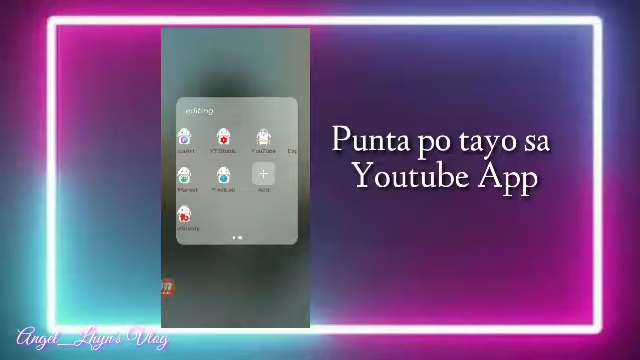 editing
YT Studio
YouTube
Add
Punta po tayo sa
Youtube App
Angel_Lhyn's Vlog